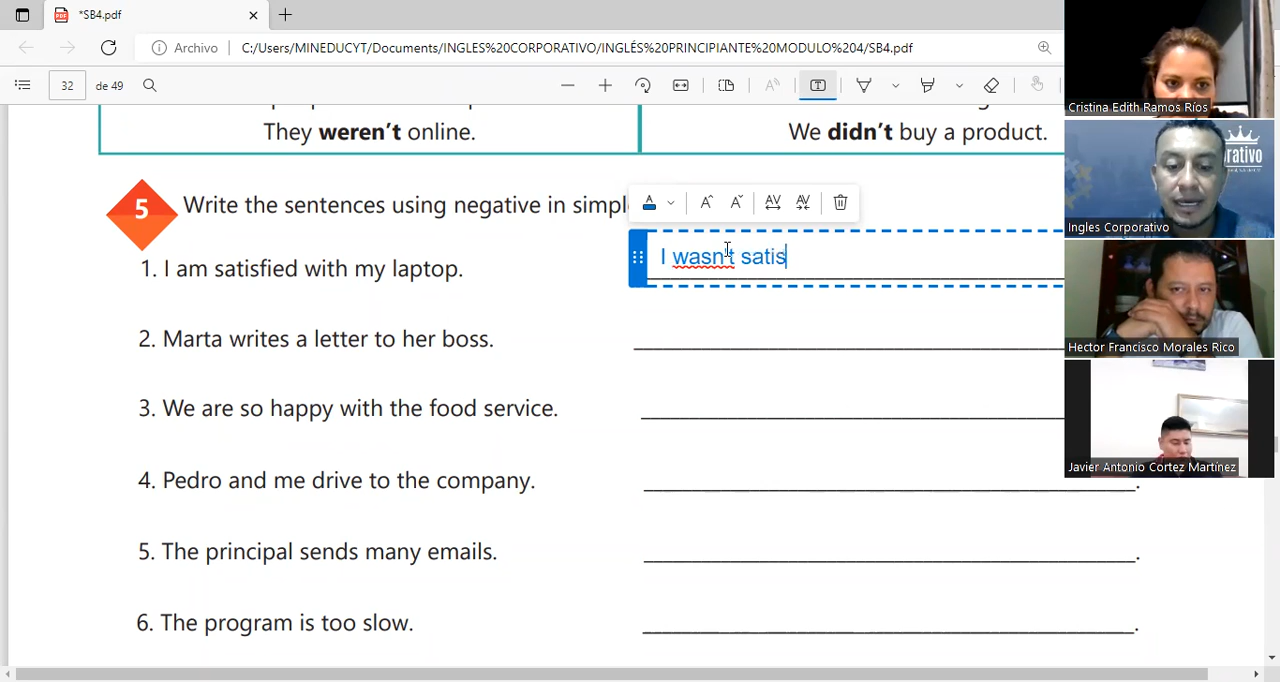 *SB4.pdf
Archivo C:/Users/MINEDUCYT/Documents/INGLES%20CORPORATIVO/INGLÉS%20PRINCIPIANTE%20MODULO%204/SB4.pdf
32 de 49
They weren't online.
We didn't buy a product.
5 Write the sentences using negative in simpl
1. I am satisfied with my laptop.
I wasn't satis
2. Marta writes a letter to her boss.
3. We are so happy with the food service.
4. Pedro and me drive to the company.
5. The principal sends many emails.
6. The program is too slow.
Cristina Edith Ramos Ríos
rativo
Ingles Corporativo
Hector Francisco Morales Rico
Javier Antonio Cortez Martínez